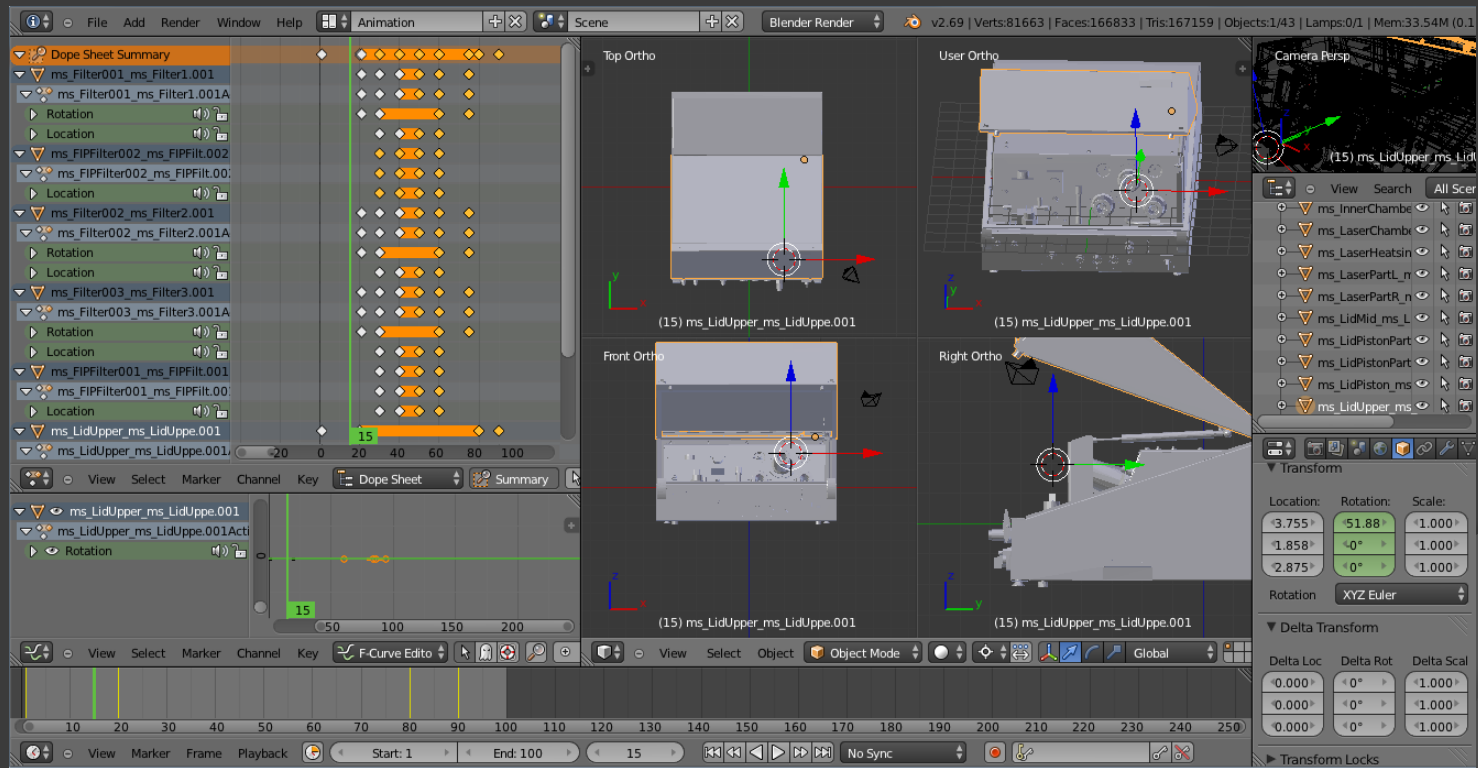 File Add Render Window Help Animation Scene Blender Render v2.69 | Verts:81663 | Faces:166833 | Tris:167159 | Objects:1/43 | Lamps:0/1 | Mem:33.54M (0.1
Dope Sheet Summary
ms_Filter001_ms_Filter1.001
ms_Filter001_ms_Filter1.001A
Rotation
Location
ms_FIPFilter002_ms_FIPFilt.002
ms_FIPFilter002_ms_FIPFilt.00
Location
ms_Filter002_ms_Filter2.001
ms_Filter002_ms_Filter2.001A
Rotation
Location
ms_Filter003_ms_Filter3.001
ms_Filter003_ms_Filter3.001A
Rotation
Location
ms_FIPFilter001_ms_FIPFilt.001
ms_FIPFilter001_ms_FIPFilt.00
Location
ms_LidUpper_ms_LidUppe.001
ms_LidUpper_ms_LidUppe.001
15
-20 0 20 40 60 80 100
View Select Marker Channel Key Dope Sheet Summary
ms_LidUpper_ms_LidUppe.001
ms_LidUpper_ms_LidUppe.001Acti
Rotation
0
15
50 100 150 200
View Select Marker Channel Key F-Curve Edito
Top Ortho
y
x
(15) ms_LidUpper_ms_LidUppe.001
User Ortho
z
y
x
(15) ms_LidUpper_ms_LidUppe.001
Front Ortho
z
x
(15) ms_LidUpper_ms_LidUppe.001
Right Ortho
z
y
(15) ms_LidUpper_ms_LidUppe.001
View Select Object Object Mode Global
Camera Persp
y
x
(15) ms_LidUpper_ms_Lid
View Search All Scer
ms_InnerChambe
ms_LaserChambe
ms_LaserHeatsin
ms_LaserPartL_m
ms_LaserPartR_n
ms_LidMid_ms_L
ms_LidPistonPart
ms_LidPistonPart
ms_LidPiston_ms
ms_LidUpper_ms_
Transform
Location: Rotation: Scale:
3.755 51.88 1.000
1.858 0° 1.000
2.875 0° 1.000
Rotation XYZ Euler
Delta Transform
Delta Loc Delta Rot Delta Scal
0.000 0° 1.000
0.000 0° 1.000
0.000 0° 1.000
Transform Locks
10 20 30 40 50 60 70 80 90 100 110 120 130 140 150 160 170 180 190 200 210 220 230 240 250
View Marker Frame Playback Start: 1 End: 100 15 No Sync